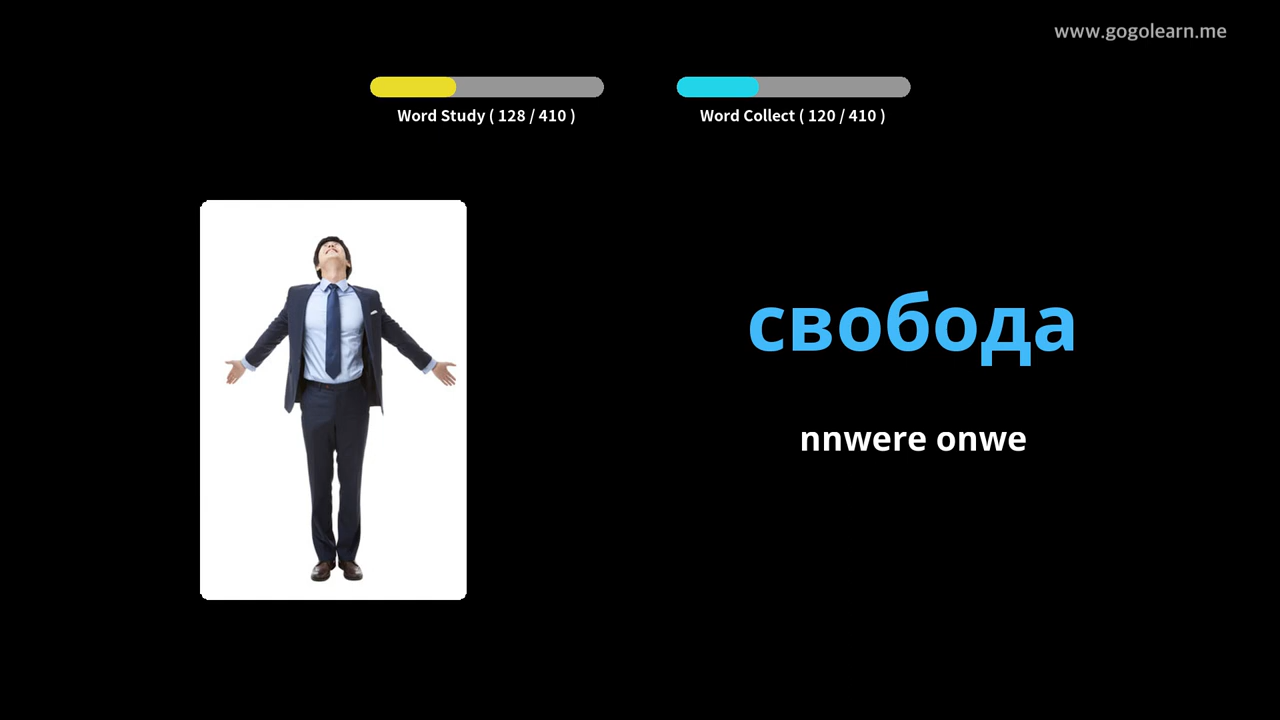 www.gogolearn.me
Word Study ( 128 / 410 )
Word Collect ( 120 / 410 )
свобода
nnwere onwe